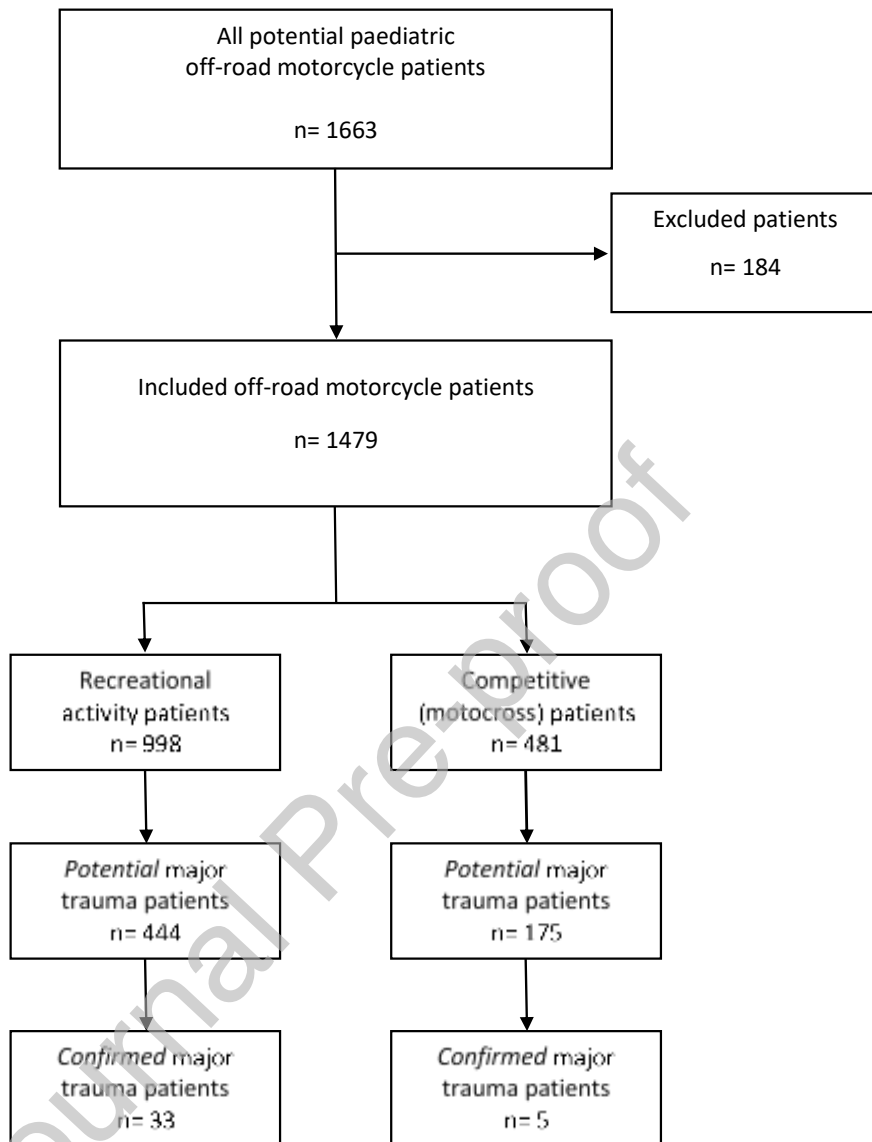 All potential paediatric
off-road motorcycle patients
n= 1663
Excluded patients
n= 184
Included off-road motorcycle patients
n= 1479
Recreational
activity patients
n= 998
Competitive
(motocross) patients
n= 481
Potential major
trauma patients
n= 444
Potential major
trauma patients
n= 175
Confirmed major
trauma patients
n= 33
Confirmed major
trauma patients
n= 5
Journal Pre-proof